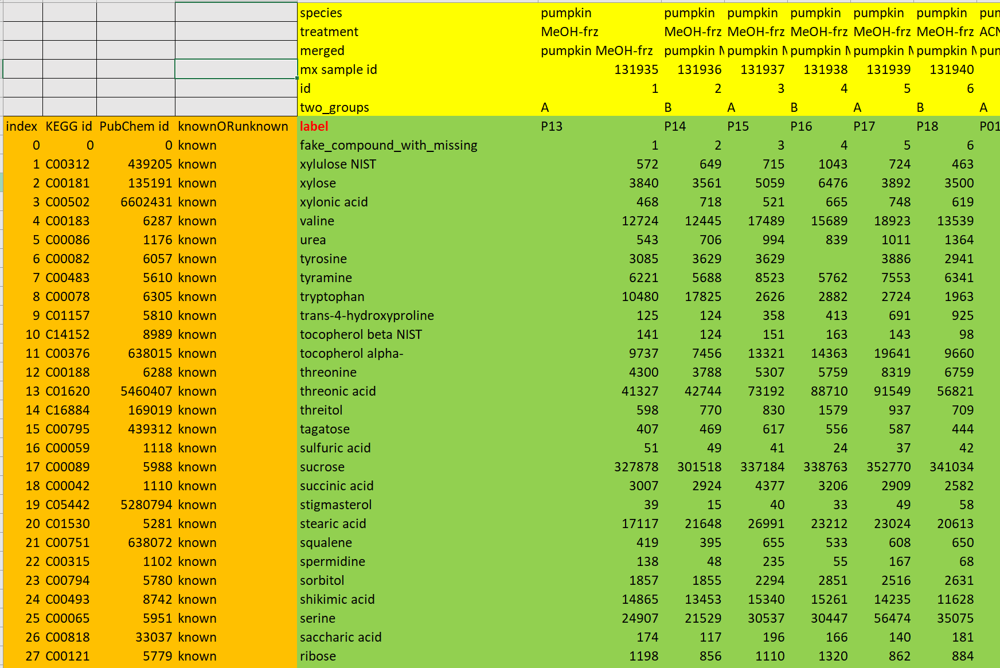 species pumpkin pumpkin pumpkin pumpkin pumpkin pumpkin pun
treatment MeOH-frz MeOH-frz MeOH-frz MeOH-frz MeOH-frz MeOH-frz ACN
merged pumpkin MeOH-frz pumpkin M pumpkin M pumpkin M pumpkin M pumpkin M pun
mx sample id 131935 131936 131937 131938 131939 131940
id 1 2 3 4 5 6
two_groups A B A B A B A
index KEGG id PubChem id knownORunknown label P13 P14 P15 P16 P17 P18 P01
0 0 0 known fake_compound_with_missing 1 2 3 4 5 6
1 C00312 439205 known xylulose NIST 572 649 715 1043 724 463
2 C00181 135191 known xylose 3840 3561 5059 6476 3892 3500
3 C00502 6602431 known xylonic acid 468 718 521 665 748 619
4 C00183 6287 known valine 12724 12445 17489 15689 18923 13539
5 C00086 1176 known urea 543 706 994 839 1011 1364
6 C00082 6057 known tyrosine 3085 3629 3629 3886 2941
7 C00483 5610 known tyramine 6221 5688 8523 5762 7553 6341
8 C00078 6305 known tryptophan 10480 17825 2626 2882 2724 1963
9 C01157 5810 known trans-4-hydroxyproline 125 124 358 413 691 925
10 C14152 8989 known tocopherol beta NIST 141 124 151 163 143 98
11 C00376 638015 known tocopherol alpha- 9737 7456 13321 14363 19641 9660
12 C00188 6288 known threonine 4300 3788 5307 5759 8319 6759
13 C01620 5460407 known threonic acid 41327 42744 73192 88710 91549 56821
14 C16884 169019 known threitol 598 770 830 1579 937 709
15 C00795 439312 known tagatose 407 469 617 556 587 444
16 C00059 1118 known sulfuric acid 51 49 41 24 37 42
17 C00089 5988 known sucrose 327878 301518 337184 338763 352770 341034
18 C00042 1110 known succinic acid 3007 2924 4377 3206 2909 2582
19 C05442 5280794 known stigmasterol 39 15 40 33 49 58
20 C01530 5281 known stearic acid 17117 21648 26991 23212 23024 20613
21 C00751 638072 known squalene 419 395 655 533 608 650
22 C00315 1102 known spermidine 138 48 235 55 167 68
23 C00794 5780 known sorbitol 1857 1855 2294 2851 2516 2631
24 C00493 8742 known shikimic acid 14865 13453 15340 15261 14235 11628
25 C00065 5951 known serine 24907 21529 30537 30447 56474 35075
26 C00818 33037 known saccharic acid 174 117 196 166 140 181
27 C00121 5779 known ribose 1198 856 1110 1320 862 884